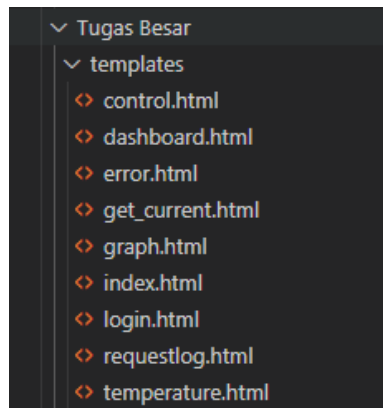 Tugas Besar
templates
control.html
dashboard.html
error.html
get_current.html
graph.html
index.html
login.html
requestlog.html
temperature.html